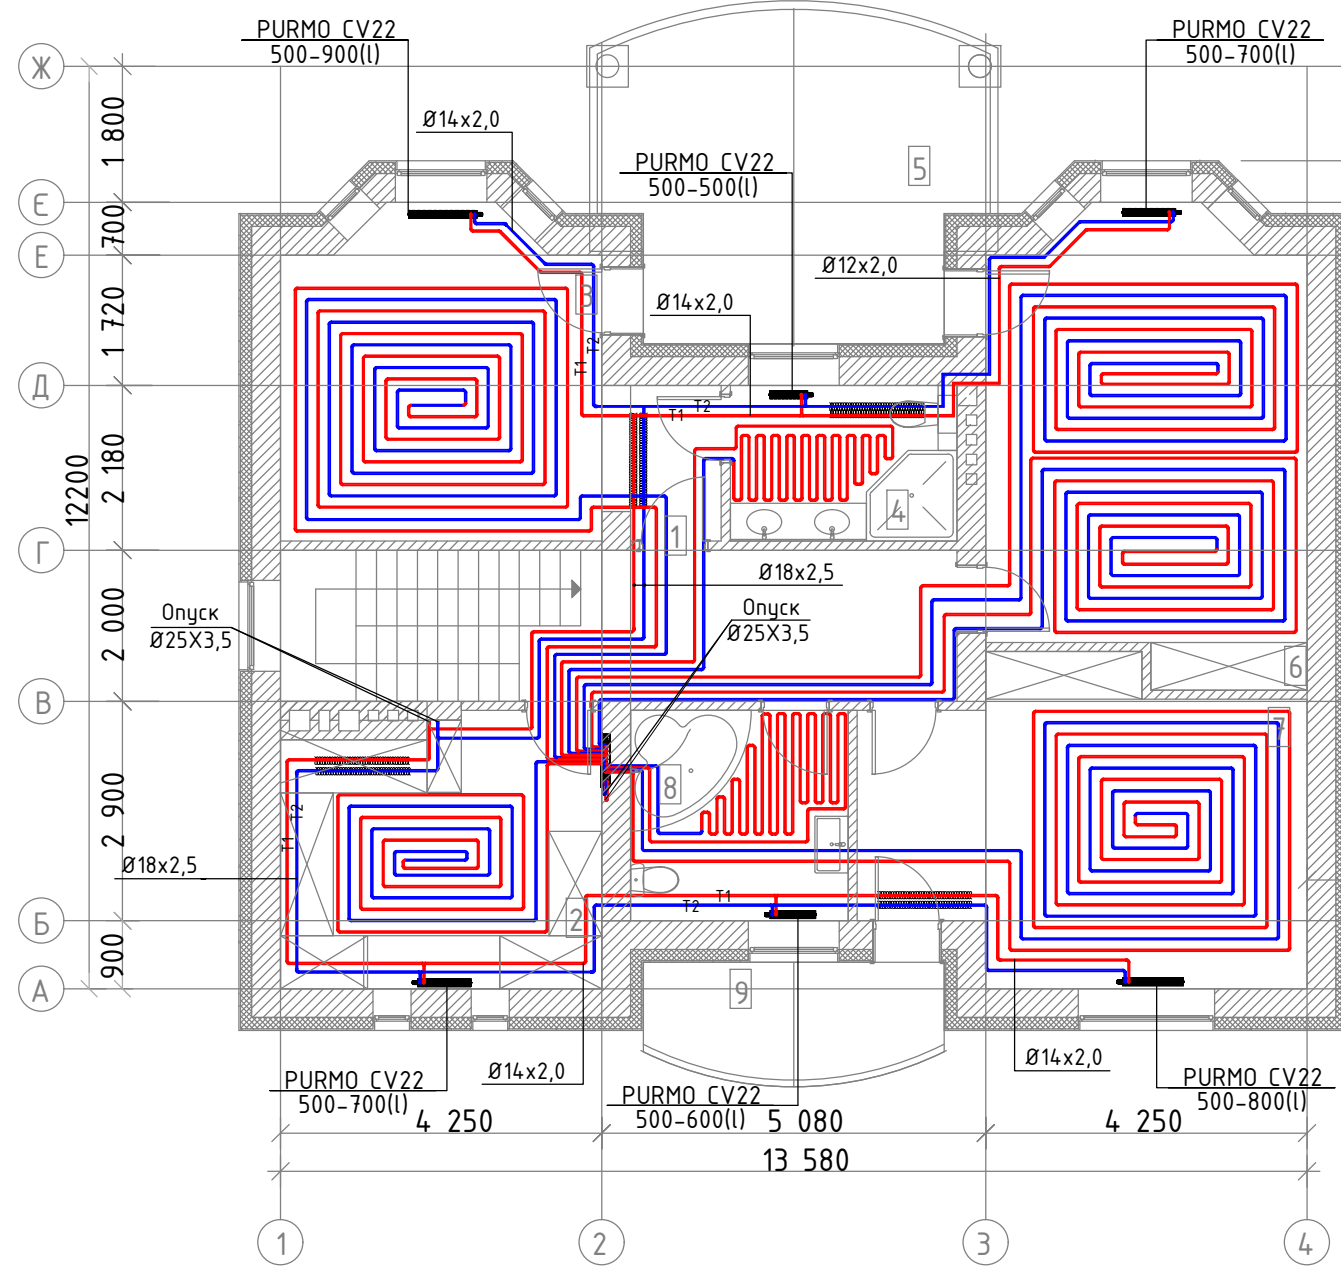 PURMO CV22
500-900(l)
PURMO CV22
500-700(l)
Ж
Ø14x2,0
PURMO CV22
500-500(l)
5
1 800
Є
700
Е
Ø12x2,0
3
Ø14x2,0
1 720
T1
T2
Д
T1
T2
2 180
12200
4
1
Г
Ø18x2,5
Опуск
Ø25X3,5
Опуск
Ø25X3,5
2 000
6
В
7
8
2 900
T1
T2
Ø18x2,5
T2
T1
2
Б
900
А
9
PURMO CV22
500-700(l)
Ø14x2,0
PURMO CV22
500-600(l)
Ø14x2,0
PURMO CV22
500-800(l)
4 250
5 080
4 250
13 580
1
2
3
4